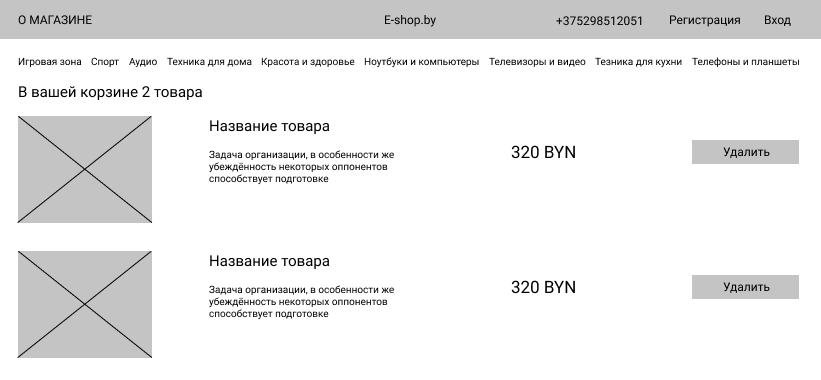 О МАГАЗИНЕ E-shop.by +375298512051 Регистрация Вход
Игровая зона Спорт Аудио Техника для дома Красота и здоровье Ноутбуки и компьютеры Телевизоры и видео Тезника для кухни Телефоны и планшеты
В вашей корзине 2 товара
Название товара
Задача организации, в особенности же
убеждённость некоторых оппонентов
способствует подготовке
320 BYN
Удалить
Название товара
Задача организации, в особенности же
убеждённость некоторых оппонентов
способствует подготовке
320 BYN
Удалить